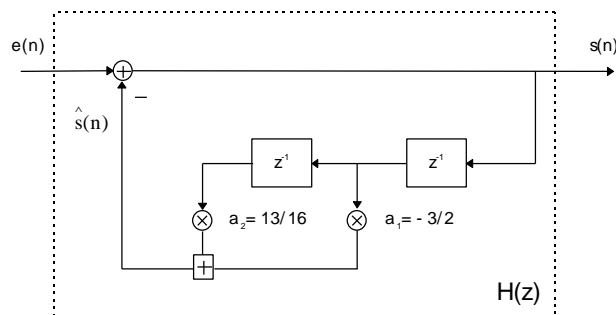 e(n)
s(n)
−
ŝ(n)
z⁻¹
z⁻¹
a₂= 13/16
a₁= - 3/2
H(z)